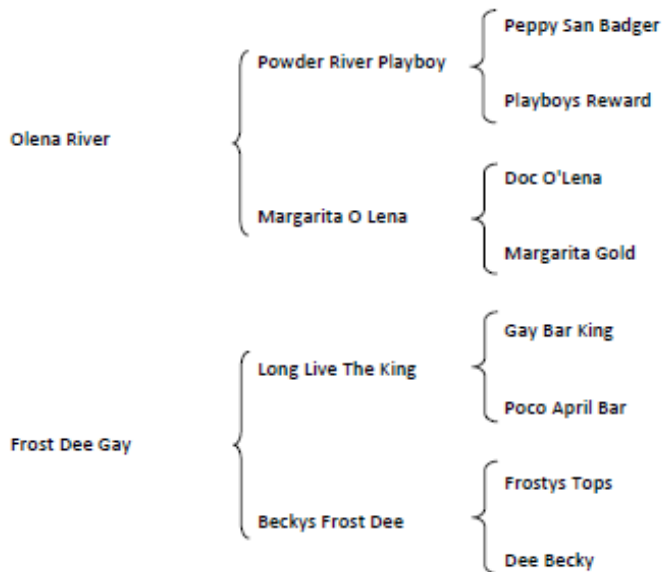 Peppy San Badger
Powder River Playboy
Playboys Reward
Olena River
Doc O'Lena
Margarita O Lena
Margarita Gold
Gay Bar King
Long Live The King
Poco April Bar
Frost Dee Gay
Frostys Tops
Beckys Frost Dee
Dee Becky